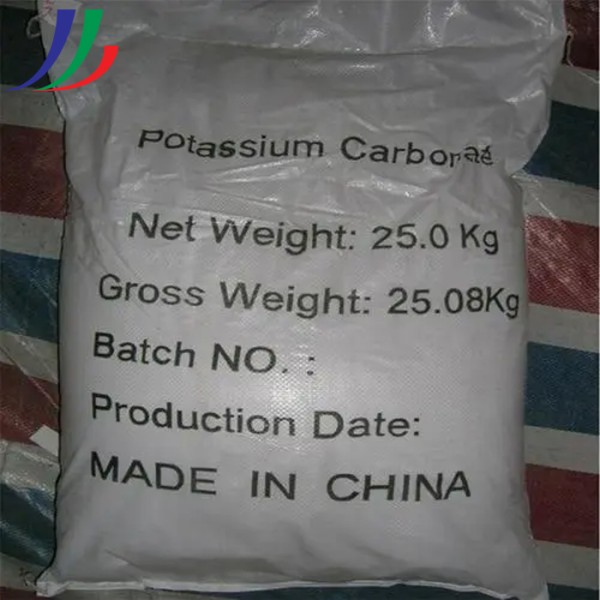 Potassium Carbonate
Net Weight: 25.0 Kg
Gross Weight: 25.08Kg
Batch NO. :
Production Date:
MADE IN CHINA